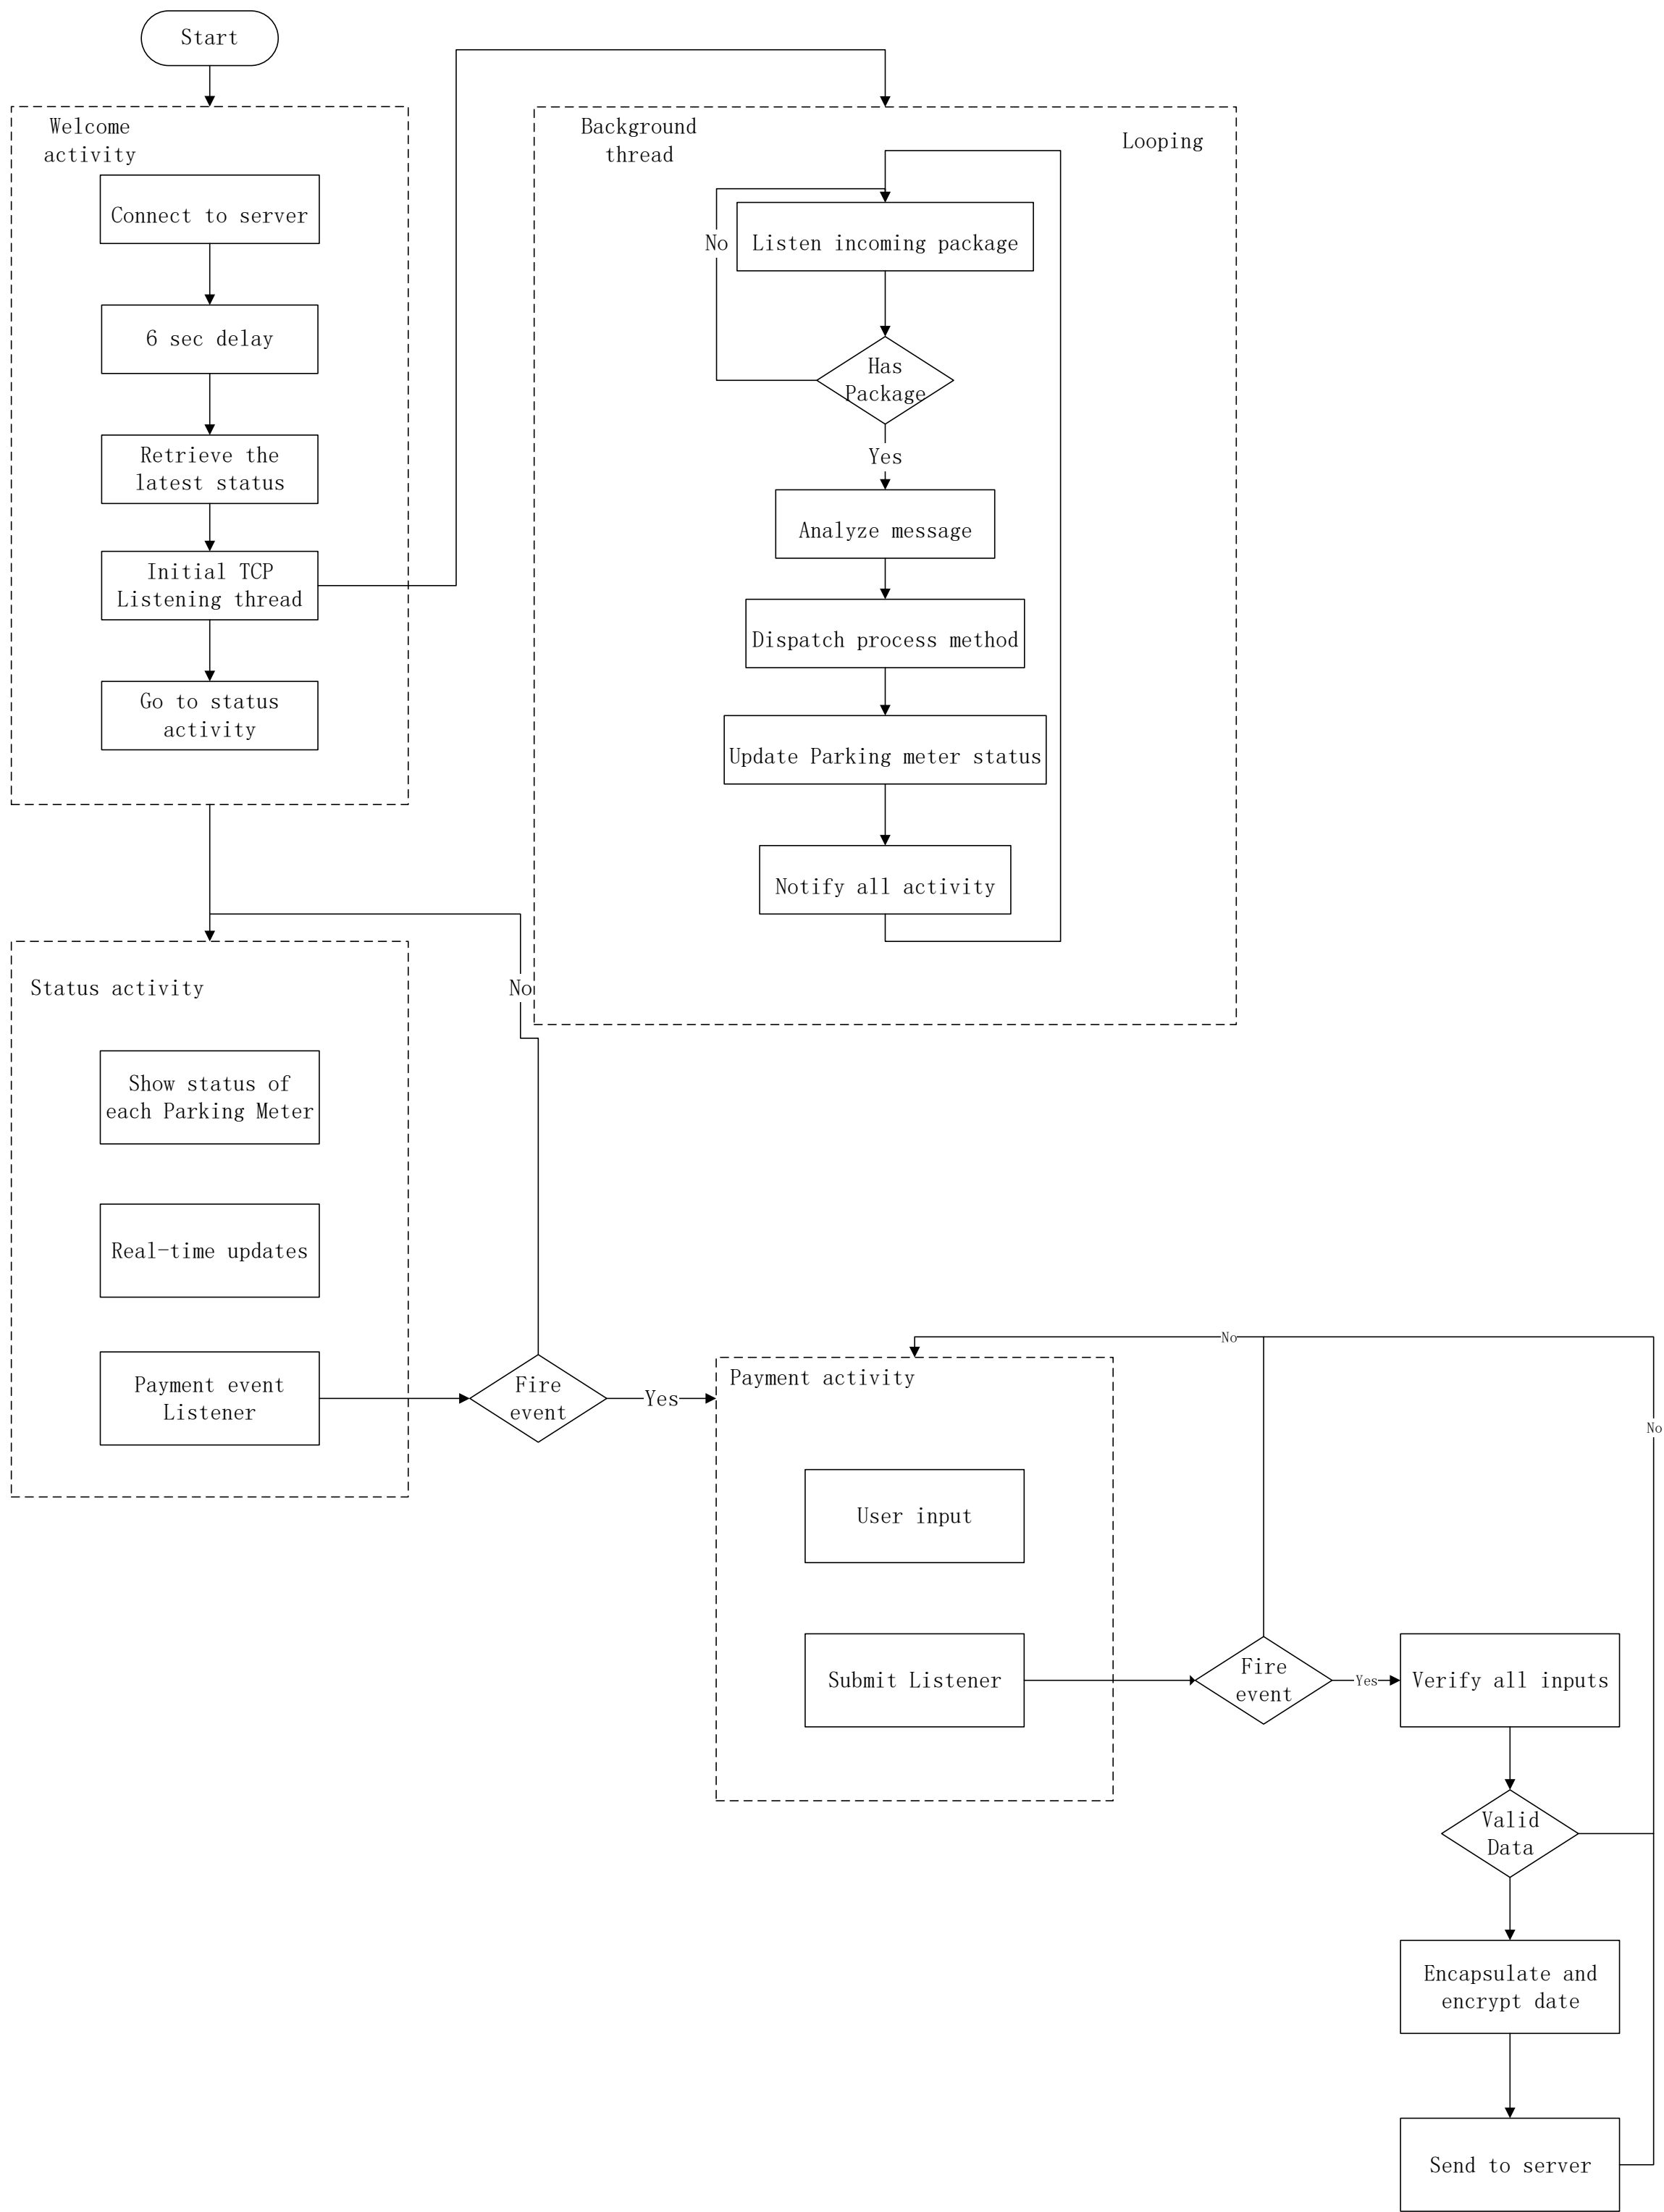 Start
Welcome
activity
Connect to server
6 sec delay
Retrieve the
latest status
Initial TCP
Listening thread
Go to status
activity
Background
thread
Looping
Listen incoming package
No
Has
Package
Yes
Analyze message
Dispatch process method
Update Parking meter status
Notify all activity
Status activity
No
Show status of
each Parking Meter
Real-time updates
Payment event
Listener
Fire
event
Yes
Payment activity
No
No
User input
Submit Listener
Fire
event
Yes
Verify all inputs
Valid
Data
Encapsulate and
encrypt date
Send to server